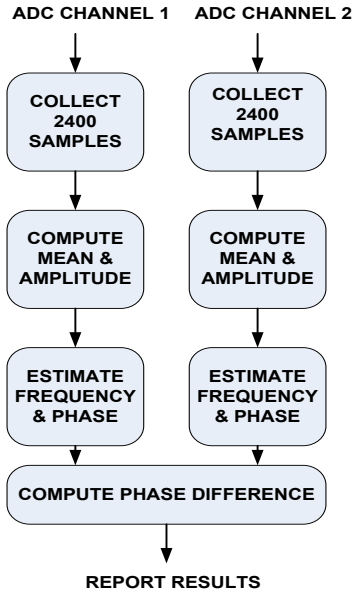 ADC CHANNEL 1 ADC CHANNEL 2
COLLECT
2400
SAMPLES
COLLECT
2400
SAMPLES
COMPUTE
MEAN &
AMPLITUDE
COMPUTE
MEAN &
AMPLITUDE
ESTIMATE
FREQUENCY
& PHASE
ESTIMATE
FREQUENCY
& PHASE
COMPUTE PHASE DIFFERENCE
REPORT RESULTS